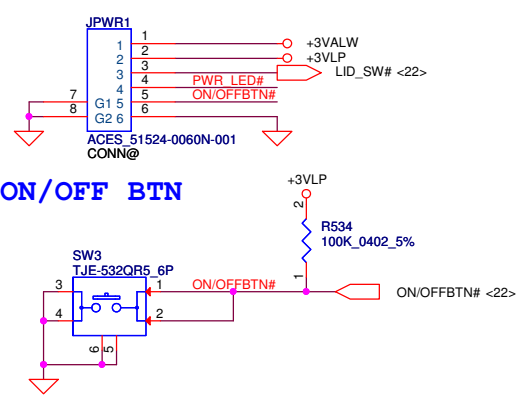 JPWR1
1 1 +3VALW
2 2 +3VLP
3 3 LID_SW# <22>
4 4 PWR_LED#
7 G1 5 5 ON/OFFBTN#
8 G2 6 6
ACES_51524-0060N-001
CONN@
ON/OFF BTN
+3VLP
2
R534
100K_0402_5%
1
SW3
TJE-532QR5_6P
3 1 ON/OFFBTN# ON/OFFBTN# <22>
4 2
6 5